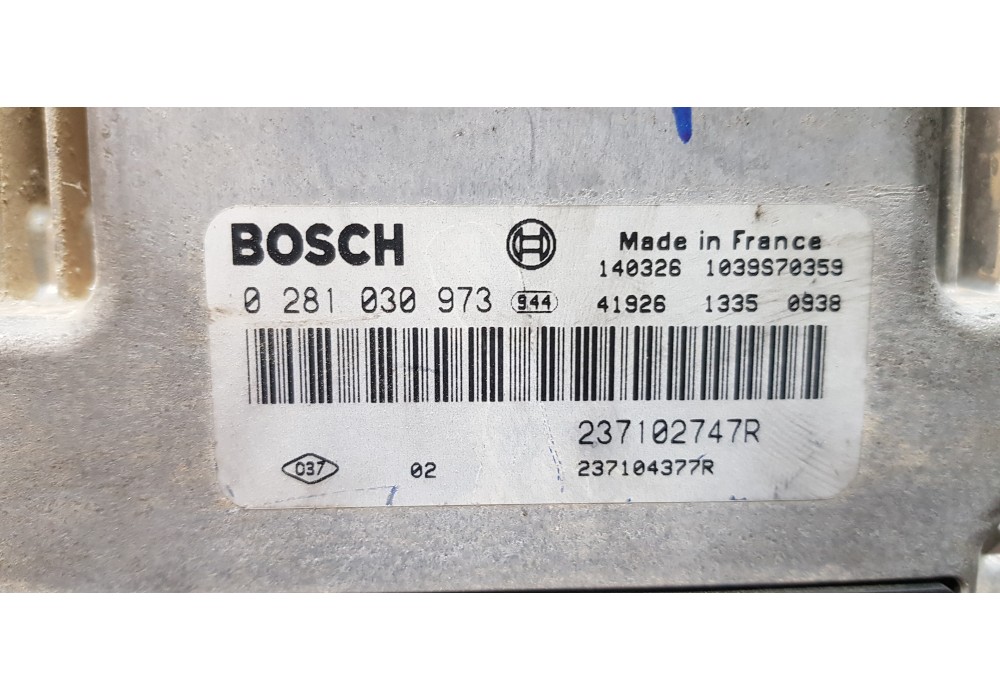 BOSCH
Made in France
140326 1039S70359
0 281 030 973 944 41926 1335 0938
237102747R
037 02 237104377R